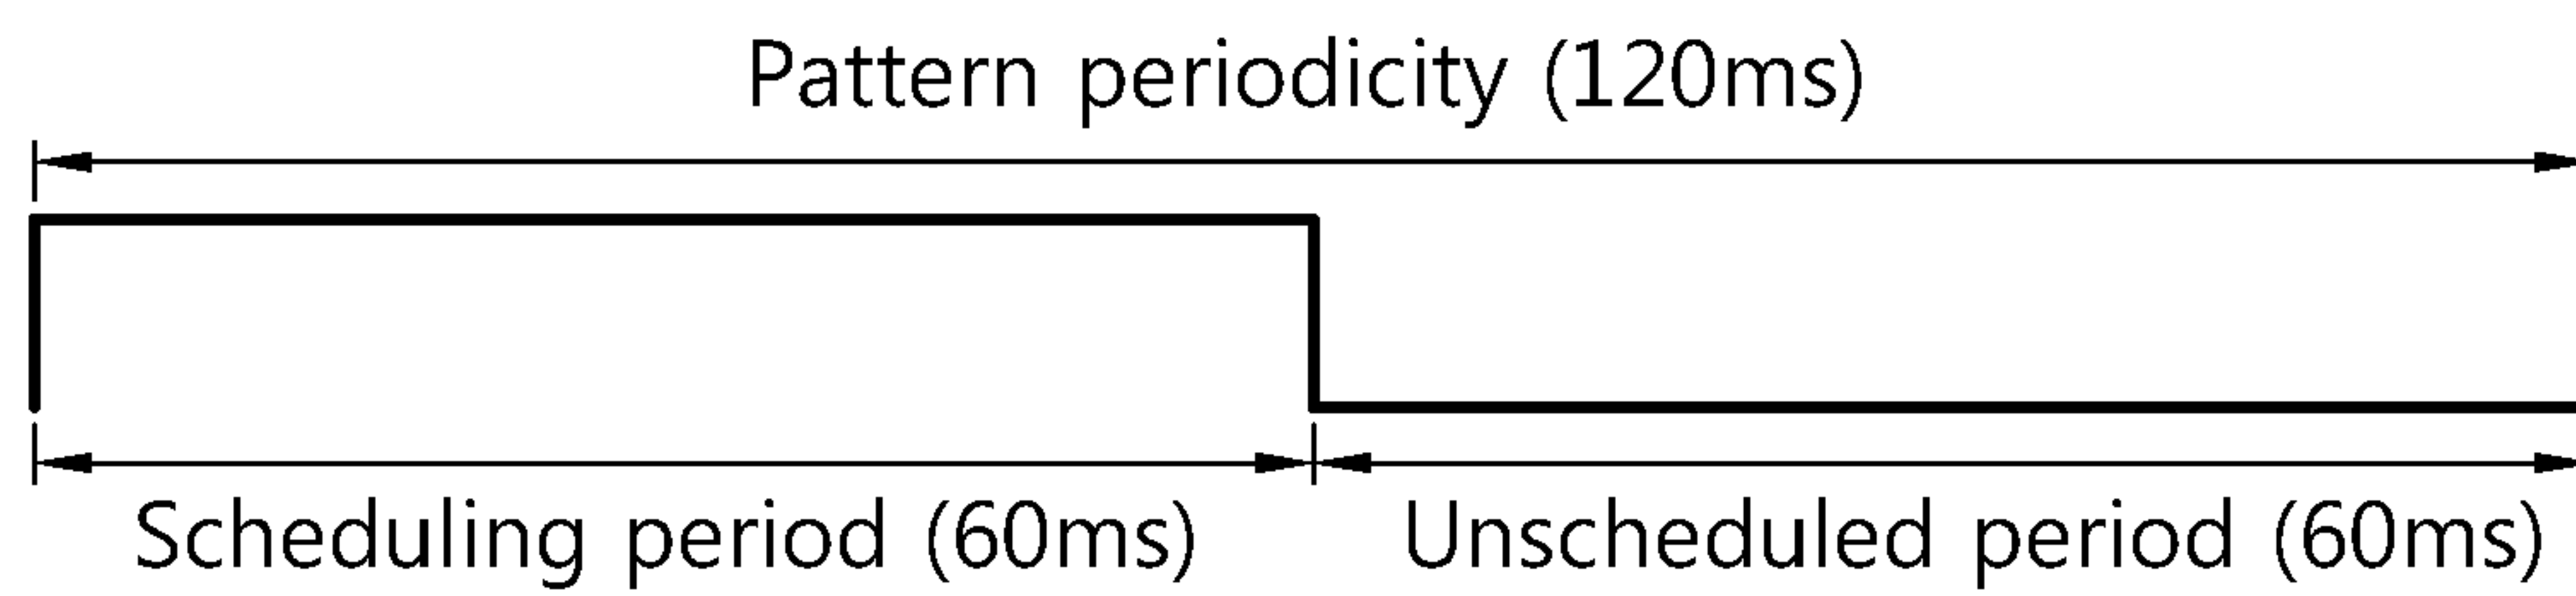 Pattern periodicity (120ms)
Scheduling period (60ms) Unscheduled period (60ms)